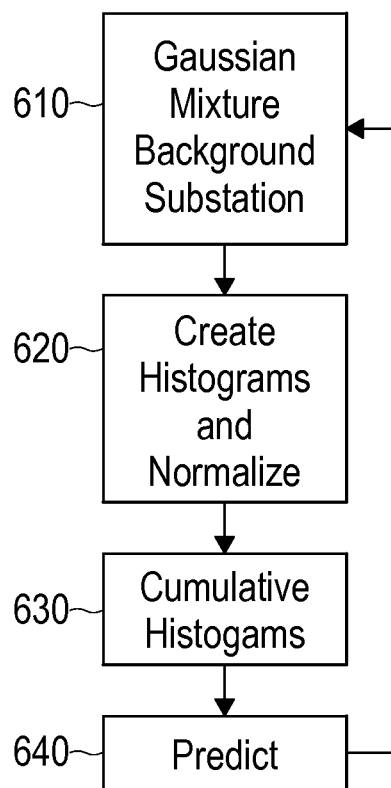 610
Gaussian
Mixture
Background
Substation
620
Create
Histograms
and
Normalize
630
Cumulative
Histogams
640
Predict